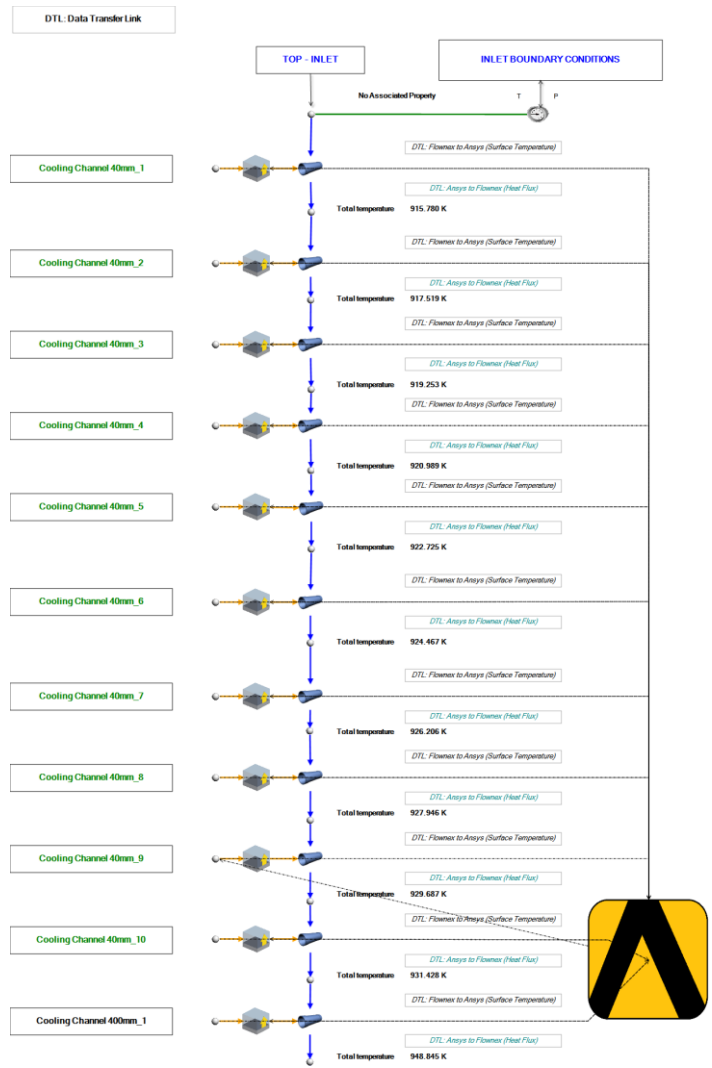 DTL: Data Transfer Link
TOP - INLET
INLET BOUNDARY CONDITIONS
No Associated Property
T
P
DTL: Flownex to Ansys (Surface Temperature)
Cooling Channel 40mm_1
DTL: Ansys to Flownex (Heat Flux)
Total temperature 915.780 K
DTL: Flownex to Ansys (Surface Temperature)
Cooling Channel 40mm_2
DTL: Ansys to Flownex (Heat Flux)
Total temperature 917.519 K
DTL: Flownex to Ansys (Surface Temperature)
Cooling Channel 40mm_3
DTL: Ansys to Flownex (Heat Flux)
Total temperature 919.253 K
DTL: Flownex to Ansys (Surface Temperature)
Cooling Channel 40mm_4
DTL: Ansys to Flownex (Heat Flux)
Total temperature 920.989 K
DTL: Flownex to Ansys (Surface Temperature)
Cooling Channel 40mm_5
DTL: Ansys to Flownex (Heat Flux)
Total temperature 922.725 K
DTL: Flownex to Ansys (Surface Temperature)
Cooling Channel 40mm_6
DTL: Ansys to Flownex (Heat Flux)
Total temperature 924.467 K
DTL: Flownex to Ansys (Surface Temperature)
Cooling Channel 40mm_7
DTL: Ansys to Flownex (Heat Flux)
Total temperature 926.206 K
DTL: Flownex to Ansys (Surface Temperature)
Cooling Channel 40mm_8
DTL: Ansys to Flownex (Heat Flux)
Total temperature 927.946 K
DTL: Flownex to Ansys (Surface Temperature)
Cooling Channel 40mm_9
DTL: Ansys to Flownex (Heat Flux)
Total temperature 929.687 K
DTL: Flownex to Ansys (Surface Temperature)
Cooling Channel 40mm_10
DTL: Ansys to Flownex (Heat Flux)
Total temperature 931.428 K
DTL: Flownex to Ansys (Surface Temperature)
Cooling Channel 400mm_1
DTL: Ansys to Flownex (Heat Flux)
Total temperature 948.845 K